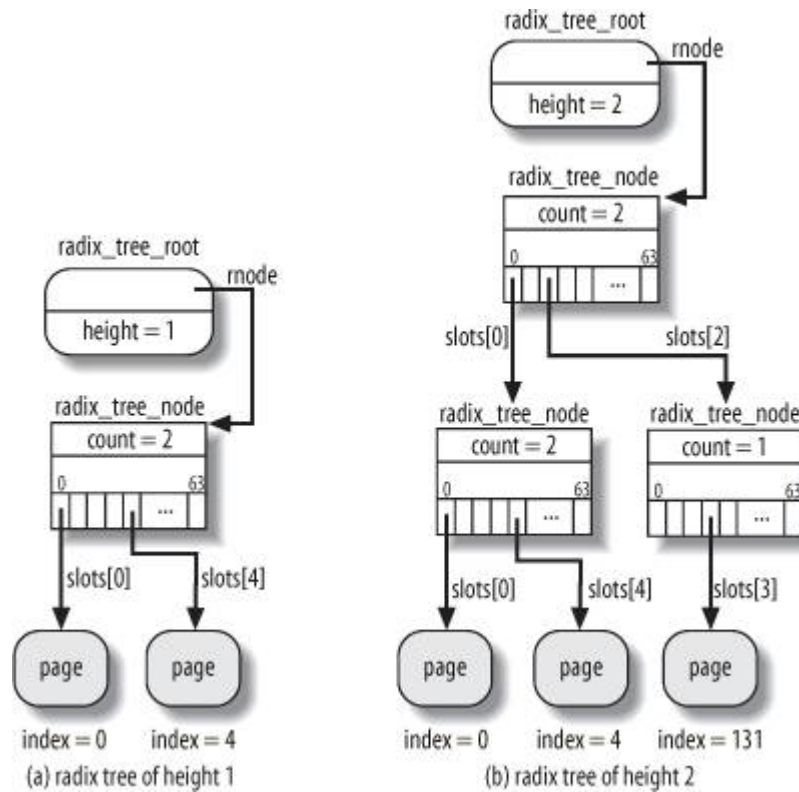 radix_tree_root
rnode
height = 1
radix_tree_node
count = 2
0 63
...
slots[0] slots[4]
page page
index = 0 index = 4
(a) radix tree of height 1
radix_tree_root
rnode
height = 2
radix_tree_node
count = 2
0 63
...
slots[0] slots[2]
radix_tree_node radix_tree_node
count = 2 count = 1
0 63 0 63
... ...
slots[0] slots[4] slots[3]
page page page
index = 0 index = 4 index = 131
(b) radix tree of height 2